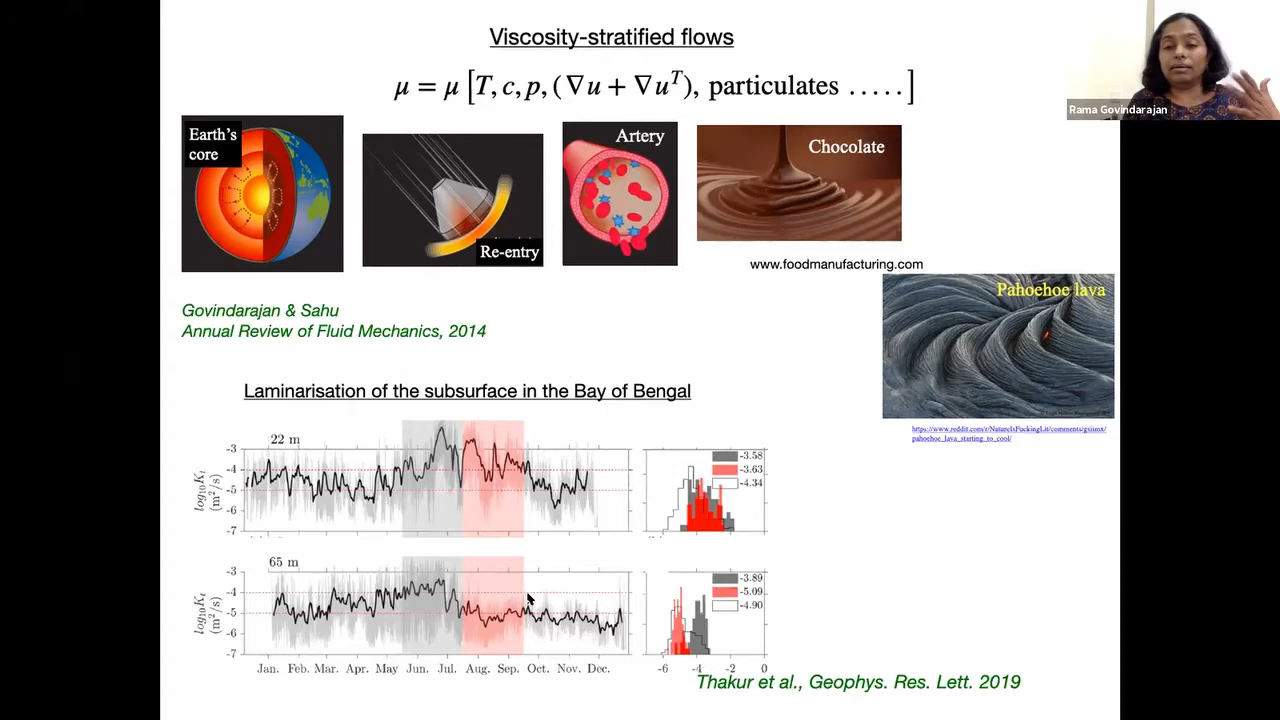 Viscosity-stratified flows
μ = μ [T, c, p, (∇u + ∇u^T), particulates .....]
Rama Govindarajan
Earth's
core
Re-entry
Artery
Chocolate
www.foodmanufacturing.com
Pahoehoe lava
Govindarajan & Sahu
Annual Review of Fluid Mechanics, 2014
https://www.reddit.com/r/NatureIsFuckingLit/comments/gsiimx/
pahoehoe_lava_starting_to_cool/
Laminarisation of the subsurface in the Bay of Bengal
22 m
-3
-4
-5
-6
-7
log10Kt
(m²/s)
-3.58
-3.63
-4.34
65 m
-3
-4
-5
-6
-7
log10Kt
(m²/s)
-3.89
-5.09
-4.90
Jan. Feb. Mar. Apr. May Jun. Jul. Aug. Sep. Oct. Nov. Dec.
-6 -4 -2 0
Thakur et al., Geophys. Res. Lett. 2019